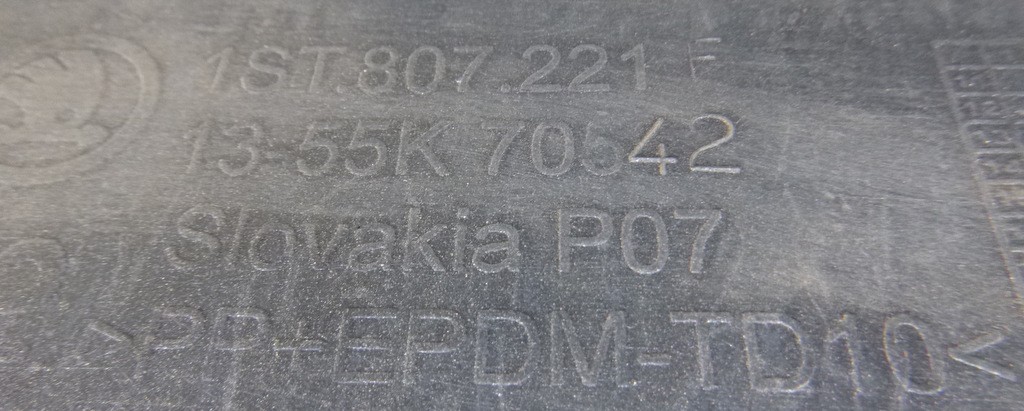 1ST.807.221 F
13-55K 70542
Slovakia P07
>PP+EPDM-TD10<